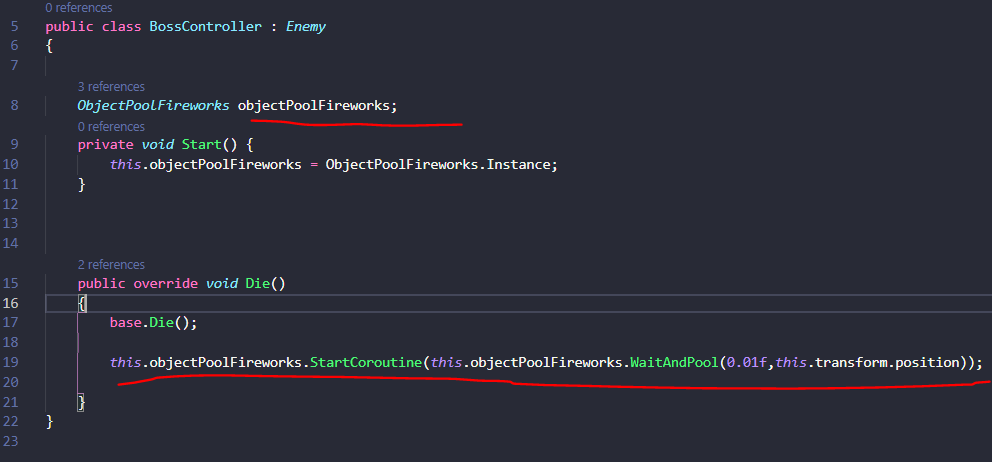 0 references
5 public class BossController : Enemy
6 {
7
3 references
8 ObjectPoolFireworks objectPoolFireworks;
0 references
9 private void Start() {
10 this.objectPoolFireworks = ObjectPoolFireworks.Instance;
11 }
12
13
14
2 references
15 public override void Die()
16 {
17 base.Die();
18
19 this.objectPoolFireworks.StartCoroutine(this.objectPoolFireworks.WaitAndPool(0.01f,this.transform.position));
20
21 }
22 }
23